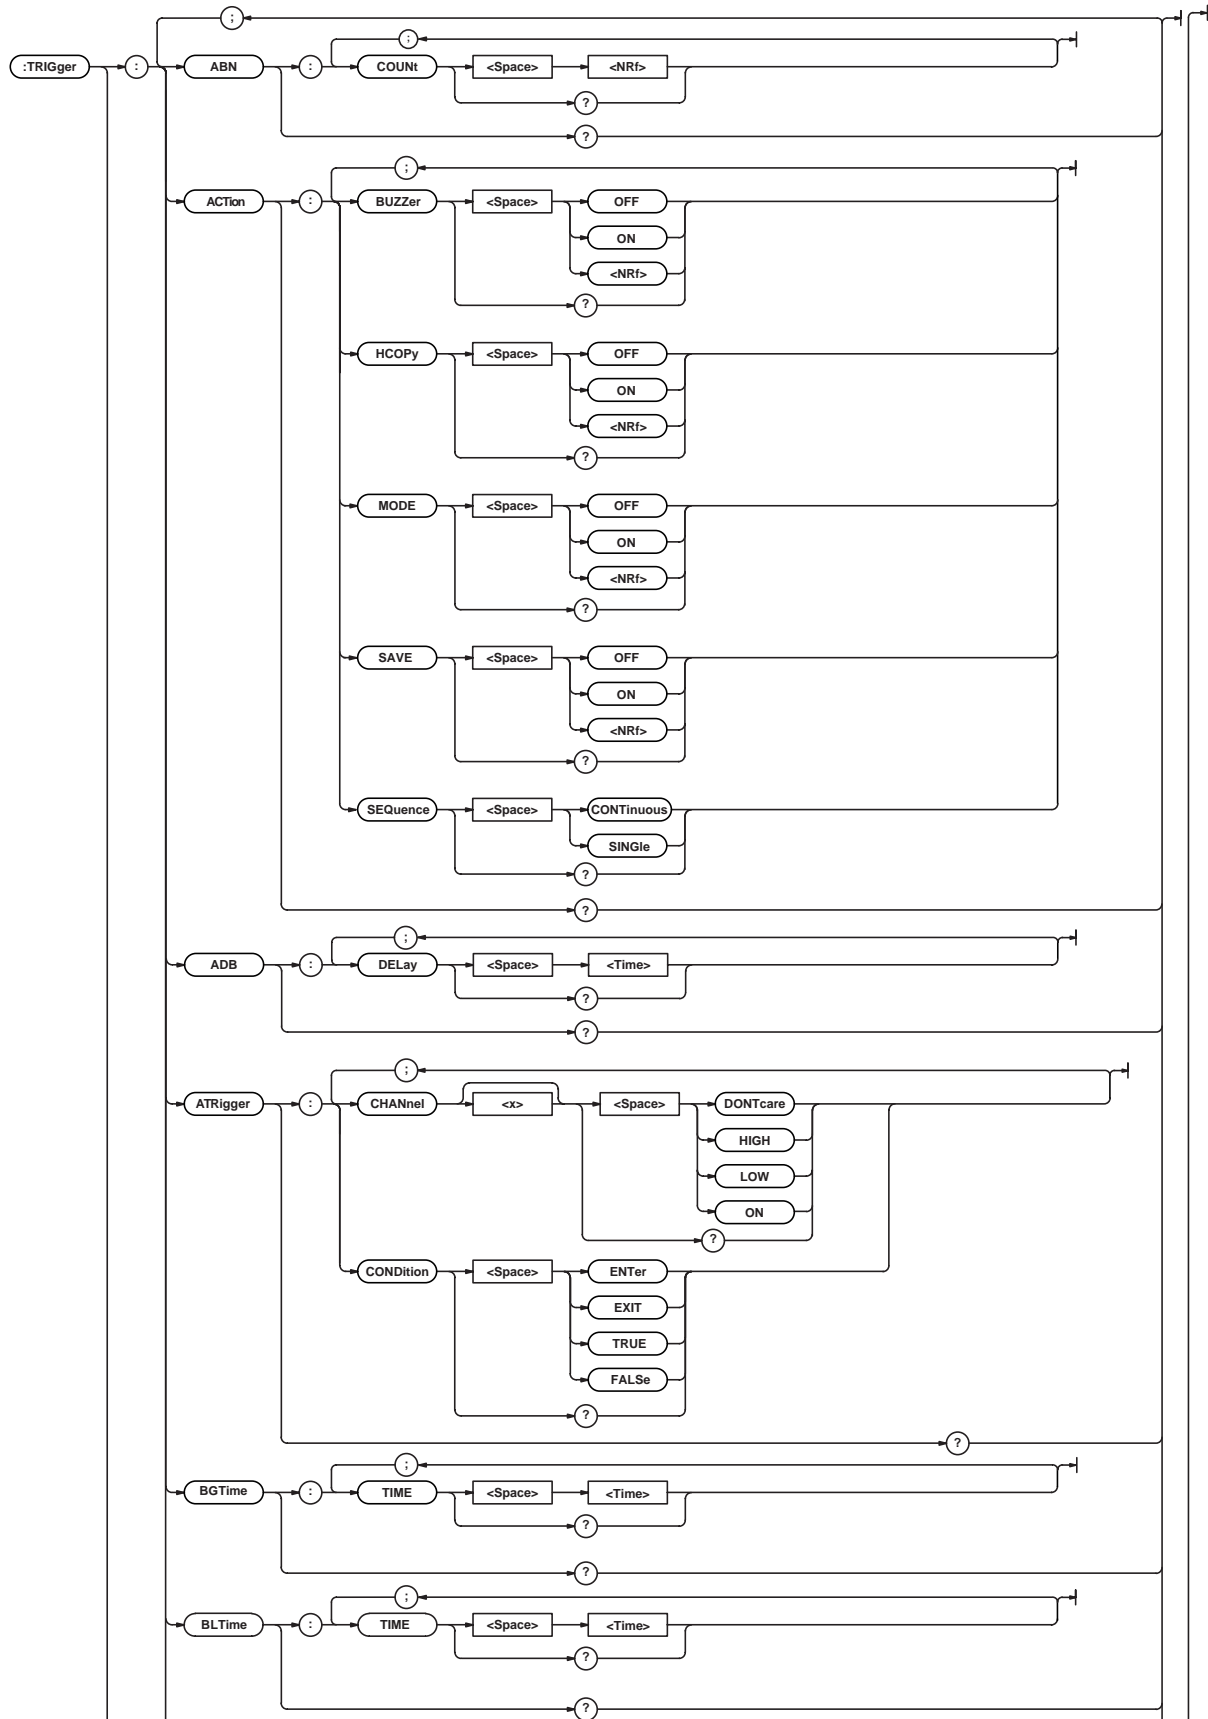 ;
;
:TRIGger : ABN : COUNt <Space> <NRf>
?
?
;
ACTion : BUZZer <Space> OFF
ON
<NRf>
?
HCOPy <Space> OFF
ON
<NRf>
?
MODE <Space> OFF
ON
<NRf>
?
SAVE <Space> OFF
ON
<NRf>
?
SEQuence <Space> CONTinuous
SINGle
?
?
;
ADB : DELay <Space> <Time>
?
?
;
ATRigger : CHANnel <x> <Space> DONTcare
HIGH
LOW
ON
?
CONDition <Space> ENTer
EXIT
TRUE
FALSe
?
?
;
BGTime : TIME <Space> <Time>
?
?
;
BLTime : TIME <Space> <Time>
?
?